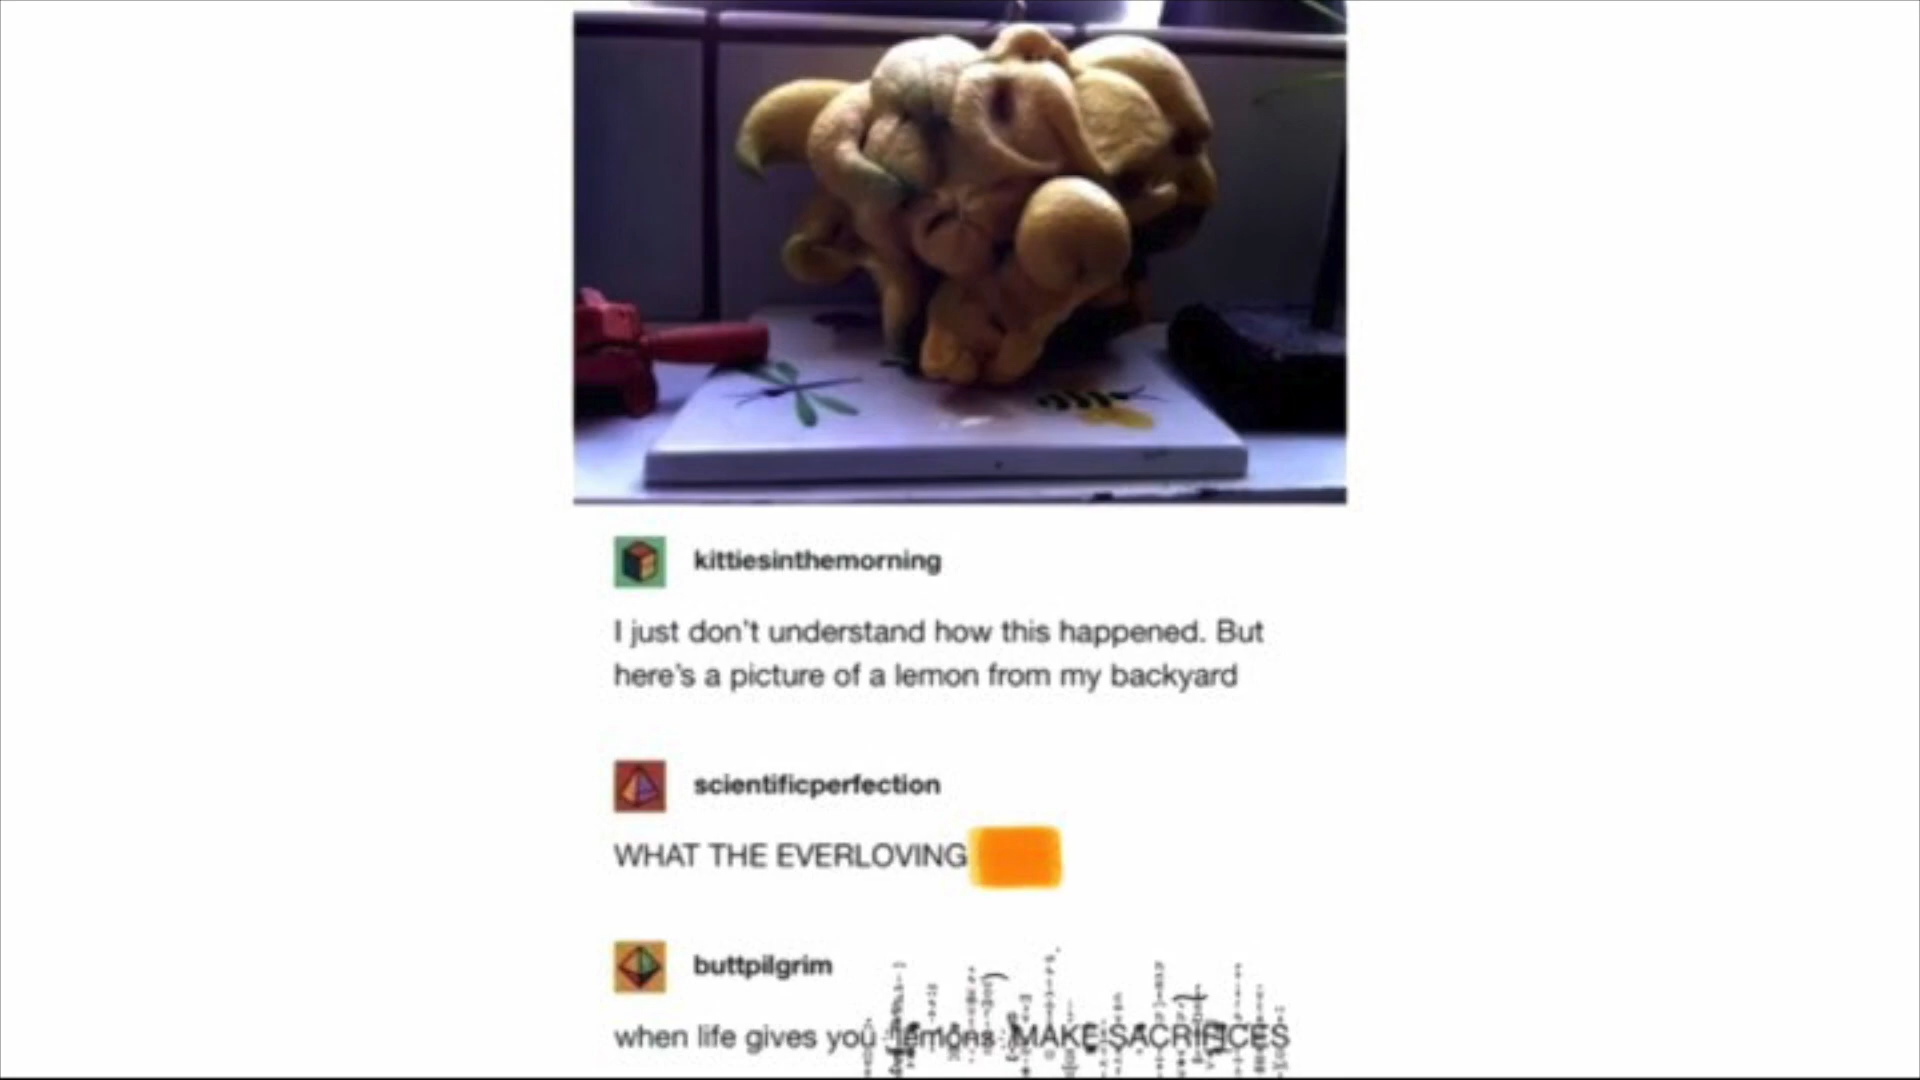 kittiesinthemorning
I just don't understand how this happened. But
here's a picture of a lemon from my backyard
scientificperfection
WHAT THE EVERLOVING
buttpilgrim
when life gives you lemons MAKE SACRIFICES